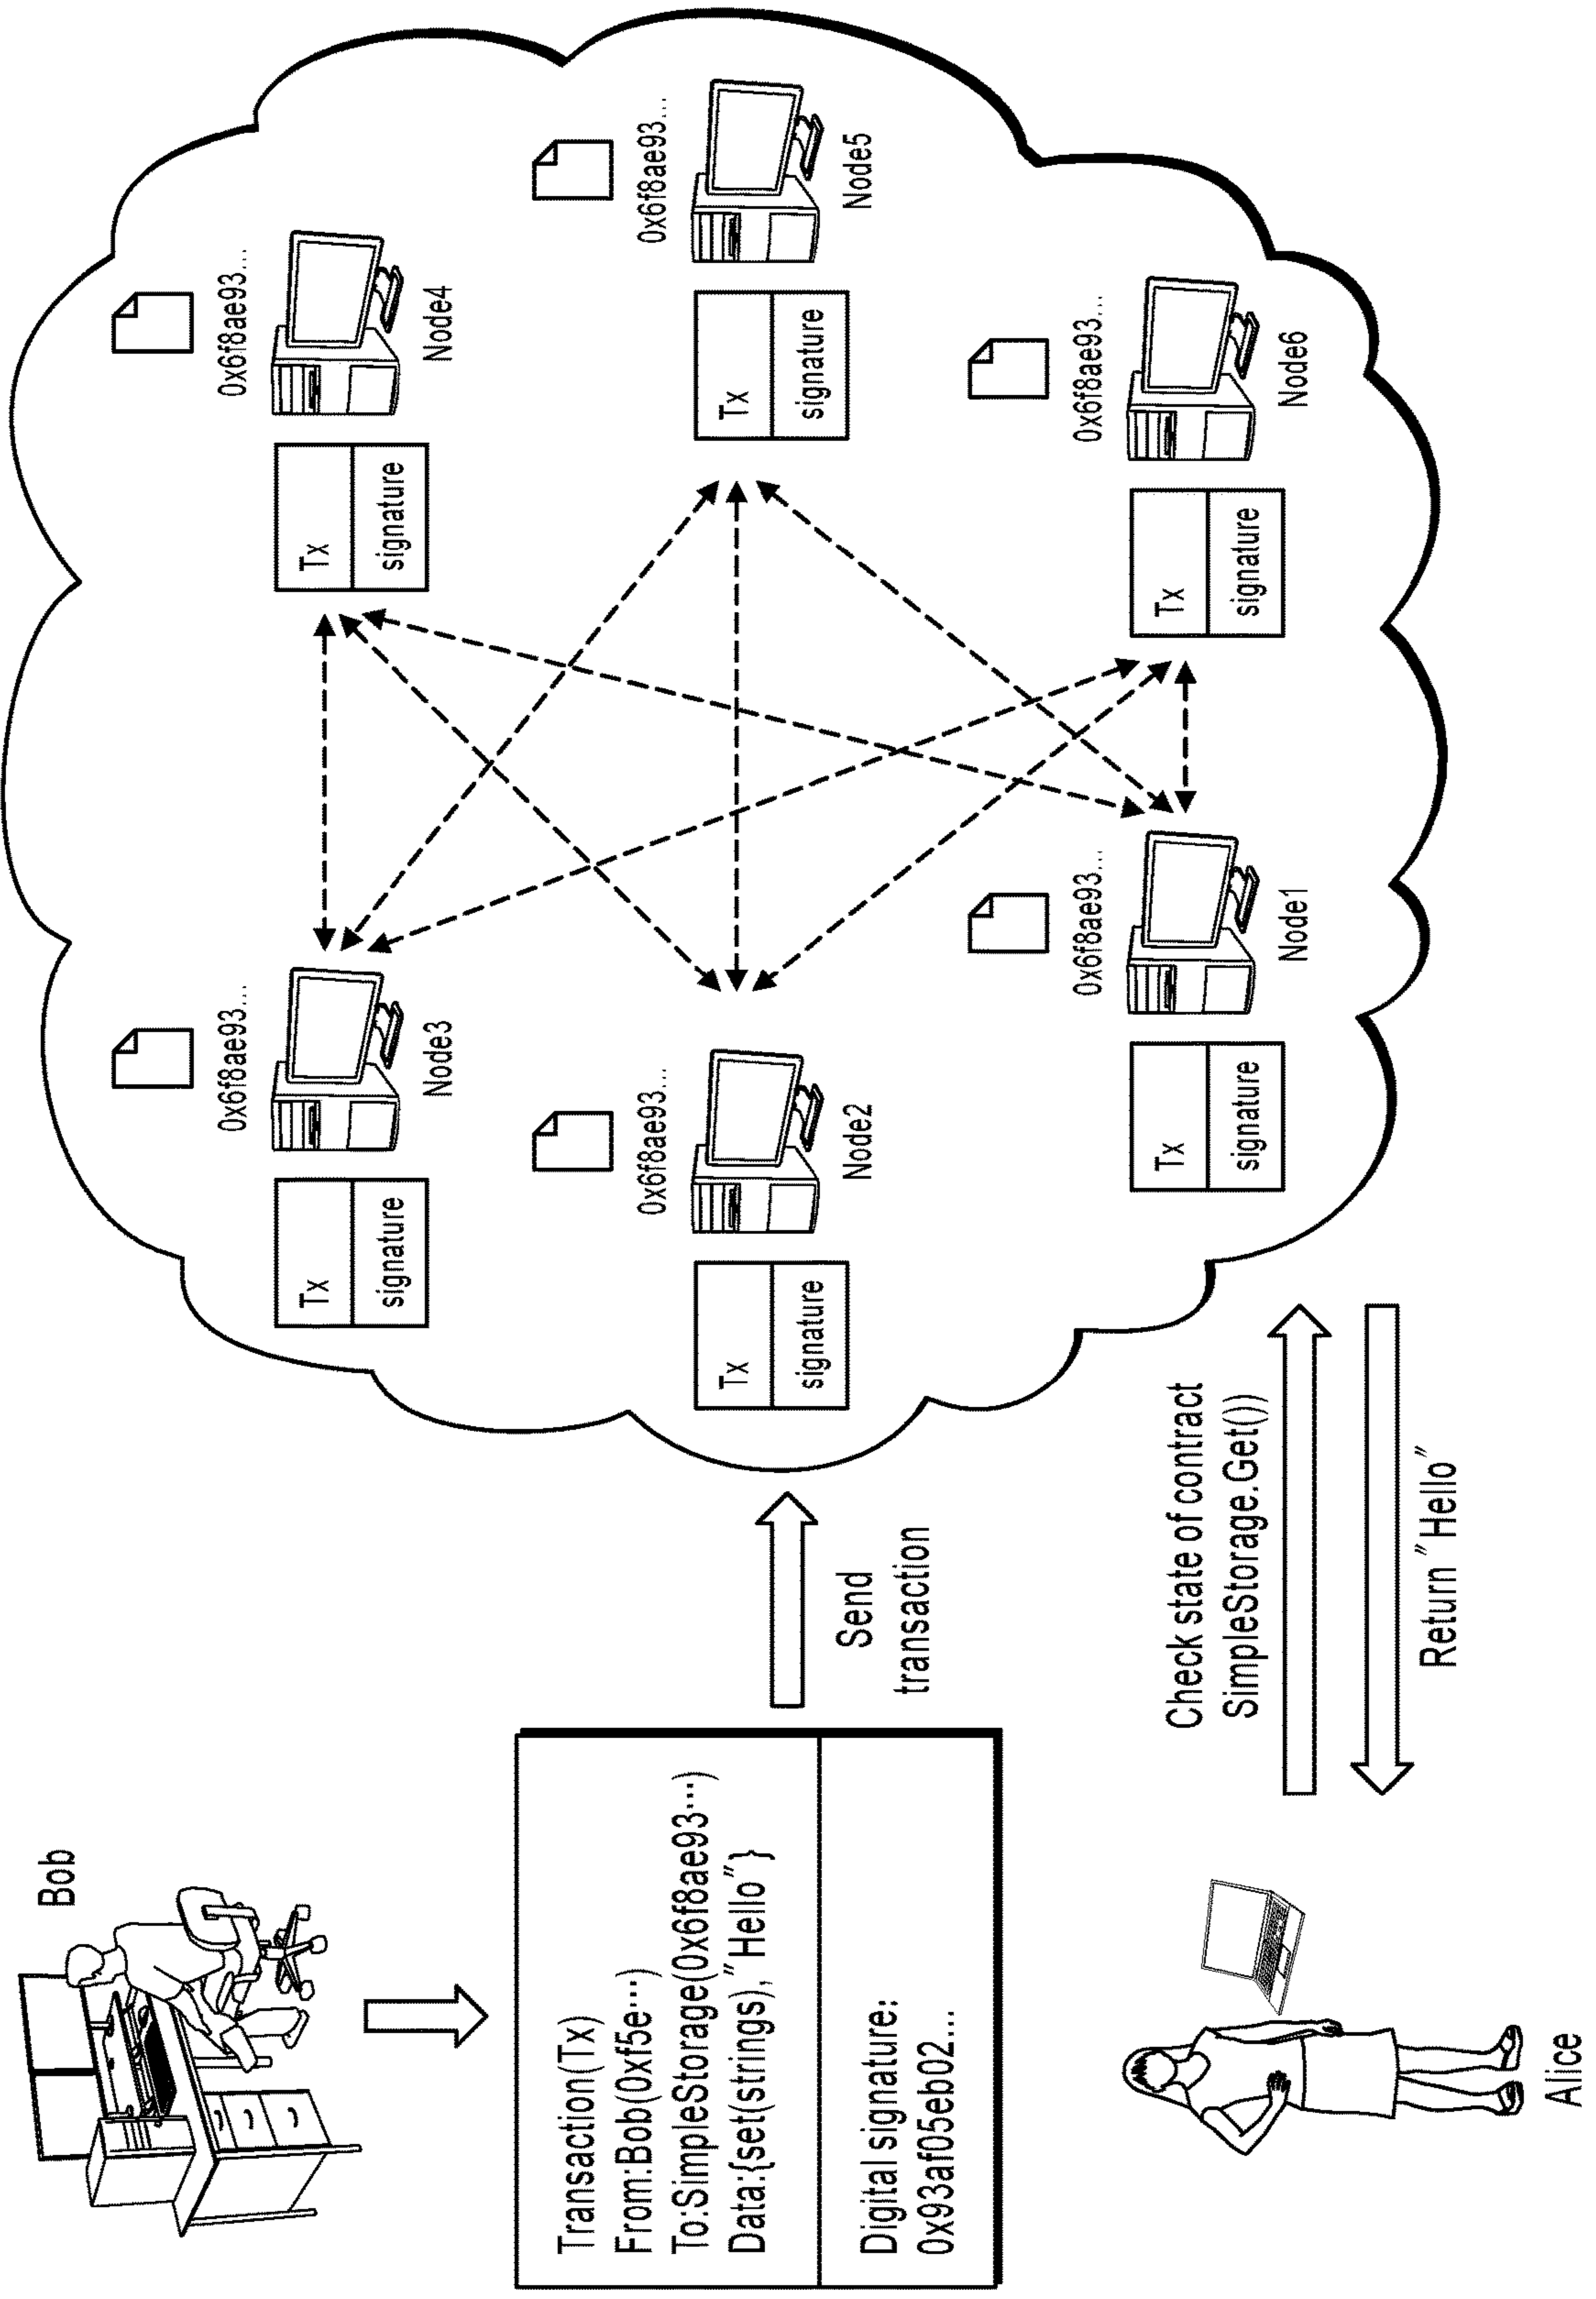 Bob
Transaction(Tx)
From:Bob(0xf5e···)
To:SimpleStorage(0x6f8ae93···)
Data:{set(strings),"Hello"}
Digital signature:
0x93af05eb02...
Send
transaction
Tx
signature
0x6f8ae93...
Node3
Tx
signature
0x6f8ae93...
Node4
Tx
signature
0x6f8ae93...
Node2
Tx
signature
0x6f8ae93...
Node5
Tx
signature
0x6f8ae93...
Node1
Tx
signature
0x6f8ae93...
Node6
Alice
Check state of contract
SimpleStorage.Get())
Return "Hello"